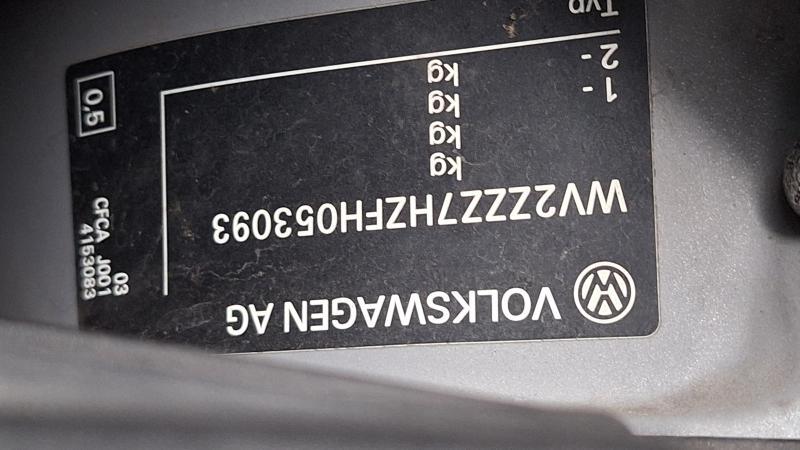 VOLKSWAGEN AG
WV2ZZZ7HZFH053093
kg
kg
1 - kg
2 - kg
Typ
03
CFCA J001
4153083
0,5